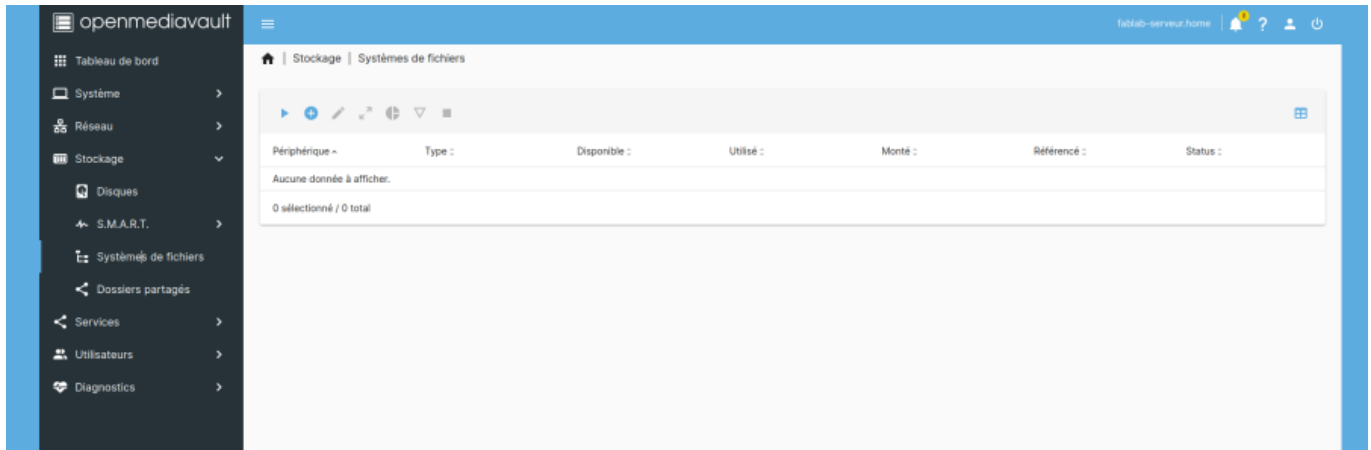 openmediavault
fablab-serveur.home
Tableau de bord
Stockage | Systèmes de fichiers
Système
Réseau
Stockage
Périphérique Type Disponible Utilisé Monté Référencé Status
Aucune donnée à afficher.
Disques
0 sélectionné / 0 total
S.M.A.R.T.
Systèmes de fichiers
Dossiers partagés
Services
Utilisateurs
Diagnostics